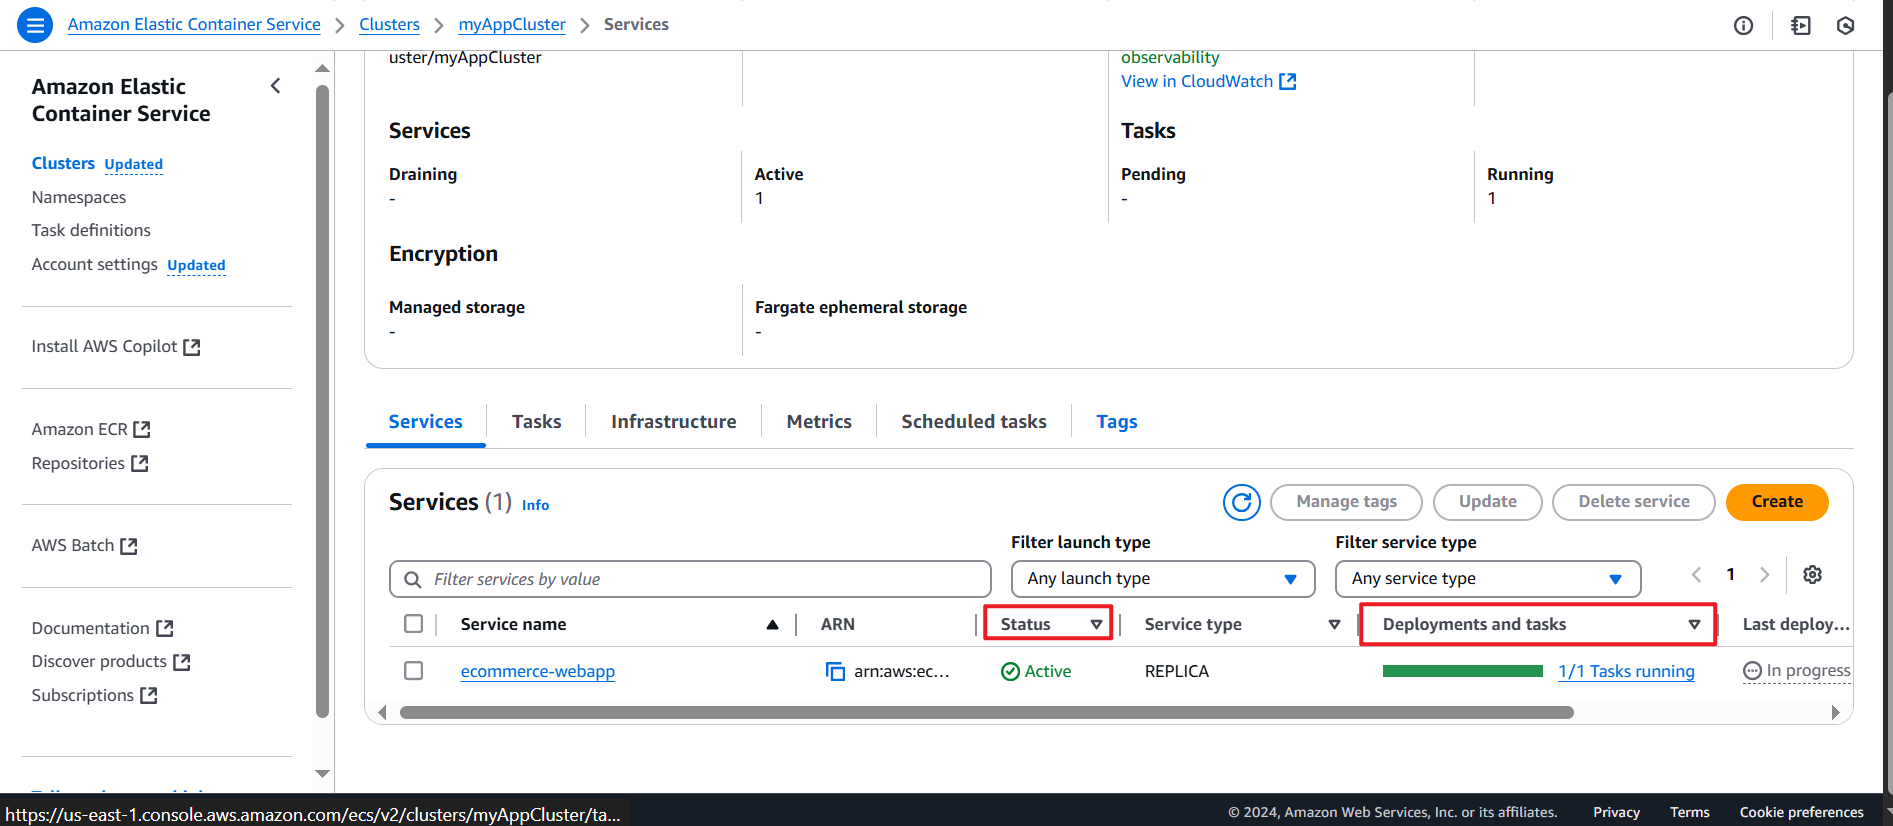 Amazon Elastic Container Service > Clusters > myAppCluster > Services
Amazon Elastic
Container Service
Clusters Updated
Namespaces
Task definitions
Account settings Updated
Install AWS Copilot
Amazon ECR
Repositories
AWS Batch
Documentation
Discover products
Subscriptions
uster/myAppCluster
observability
View in CloudWatch
Services
Draining
-
Active
1
Tasks
Pending
-
Running
1
Encryption
Managed storage
-
Fargate ephemeral storage
-
Services Tasks Infrastructure Metrics Scheduled tasks Tags
Services (1) Info
Manage tags Update Delete service Create
Filter launch type Filter service type
Filter services by value Any launch type Any service type 1
Service name ARN Status Service type Deployments and tasks Last deploy...
ecommerce-webapp arn:aws:ec... Active REPLICA 1/1 Tasks running In progress
https://us-east-1.console.aws.amazon.com/ecs/v2/clusters/myAppCluster/ta...
© 2024, Amazon Web Services, Inc. or its affiliates. Privacy Terms Cookie preferences